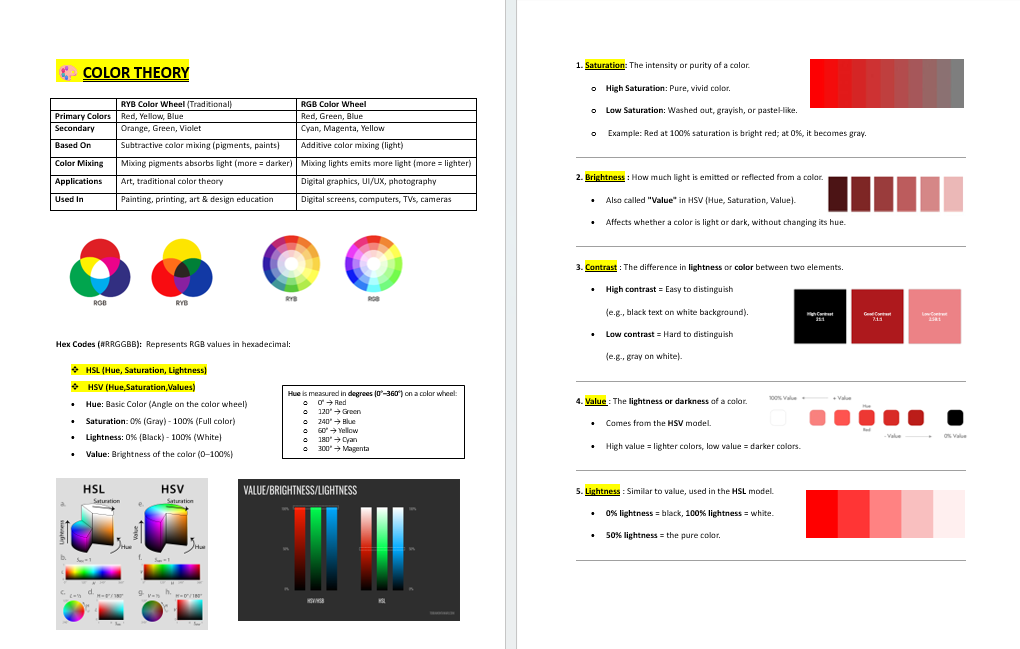 COLOR THEORY
RYB Color Wheel (Traditional) RGB Color Wheel
Primary Colors Red, Yellow, Blue Red, Green, Blue
Secondary Orange, Green, Violet Cyan, Magenta, Yellow
Based On Subtractive color mixing (pigments, paints) Additive color mixing (light)
Color Mixing Mixing pigments absorbs light (more = darker) Mixing lights emits more light (more = lighter)
Applications Art, traditional color theory Digital graphics, UI/UX, photography
Used In Painting, printing, art & design education Digital screens, computers, TVs, cameras
RGB RYB RYB RGB
Hex Codes (#RRGGBB): Represents RGB values in hexadecimal:
❖ HSL (Hue, Saturation, Lightness)
❖ HSV (Hue,Saturation,Values)
• Hue: Basic Color (Angle on the color wheel)
• Saturation: 0% (Gray) - 100% (Full color)
• Lightness: 0% (Black) - 100% (White)
• Value: Brightness of the color (0–100%)
Hue is measured in degrees (0°–360°) on a color wheel:
o 0° → Red
o 120° → Green
o 240° → Blue
o 60° → Yellow
o 180° → Cyan
o 300° → Magenta
HSL HSV
a. Saturation e. Saturation
Lightness Value
Hue Hue
b. f.
c. d. g. h.
VALUE/BRIGHTNESS/LIGHTNESS
HSV/HSB HSL
1. Saturation: The intensity or purity of a color.
o High Saturation: Pure, vivid color.
o Low Saturation: Washed out, grayish, or pastel-like.
o Example: Red at 100% saturation is bright red; at 0%, it becomes gray.
2. Brightness : How much light is emitted or reflected from a color.
• Also called "Value" in HSV (Hue, Saturation, Value).
• Affects whether a color is light or dark, without changing its hue.
3. Contrast : The difference in lightness or color between two elements.
• High contrast = Easy to distinguish
(e.g., black text on white background).
• Low contrast = Hard to distinguish
(e.g., gray on white).
High Contrast Good Contrast Low Contrast
21:1
4. Value : The lightness or darkness of a color.
• Comes from the HSV model.
• High value = lighter colors, low value = darker colors.
100% Value + Value
Red
Red
- Value 0% Value
5. Lightness : Similar to value, used in the HSL model.
• 0% lightness = black, 100% lightness = white.
• 50% lightness = the pure color.